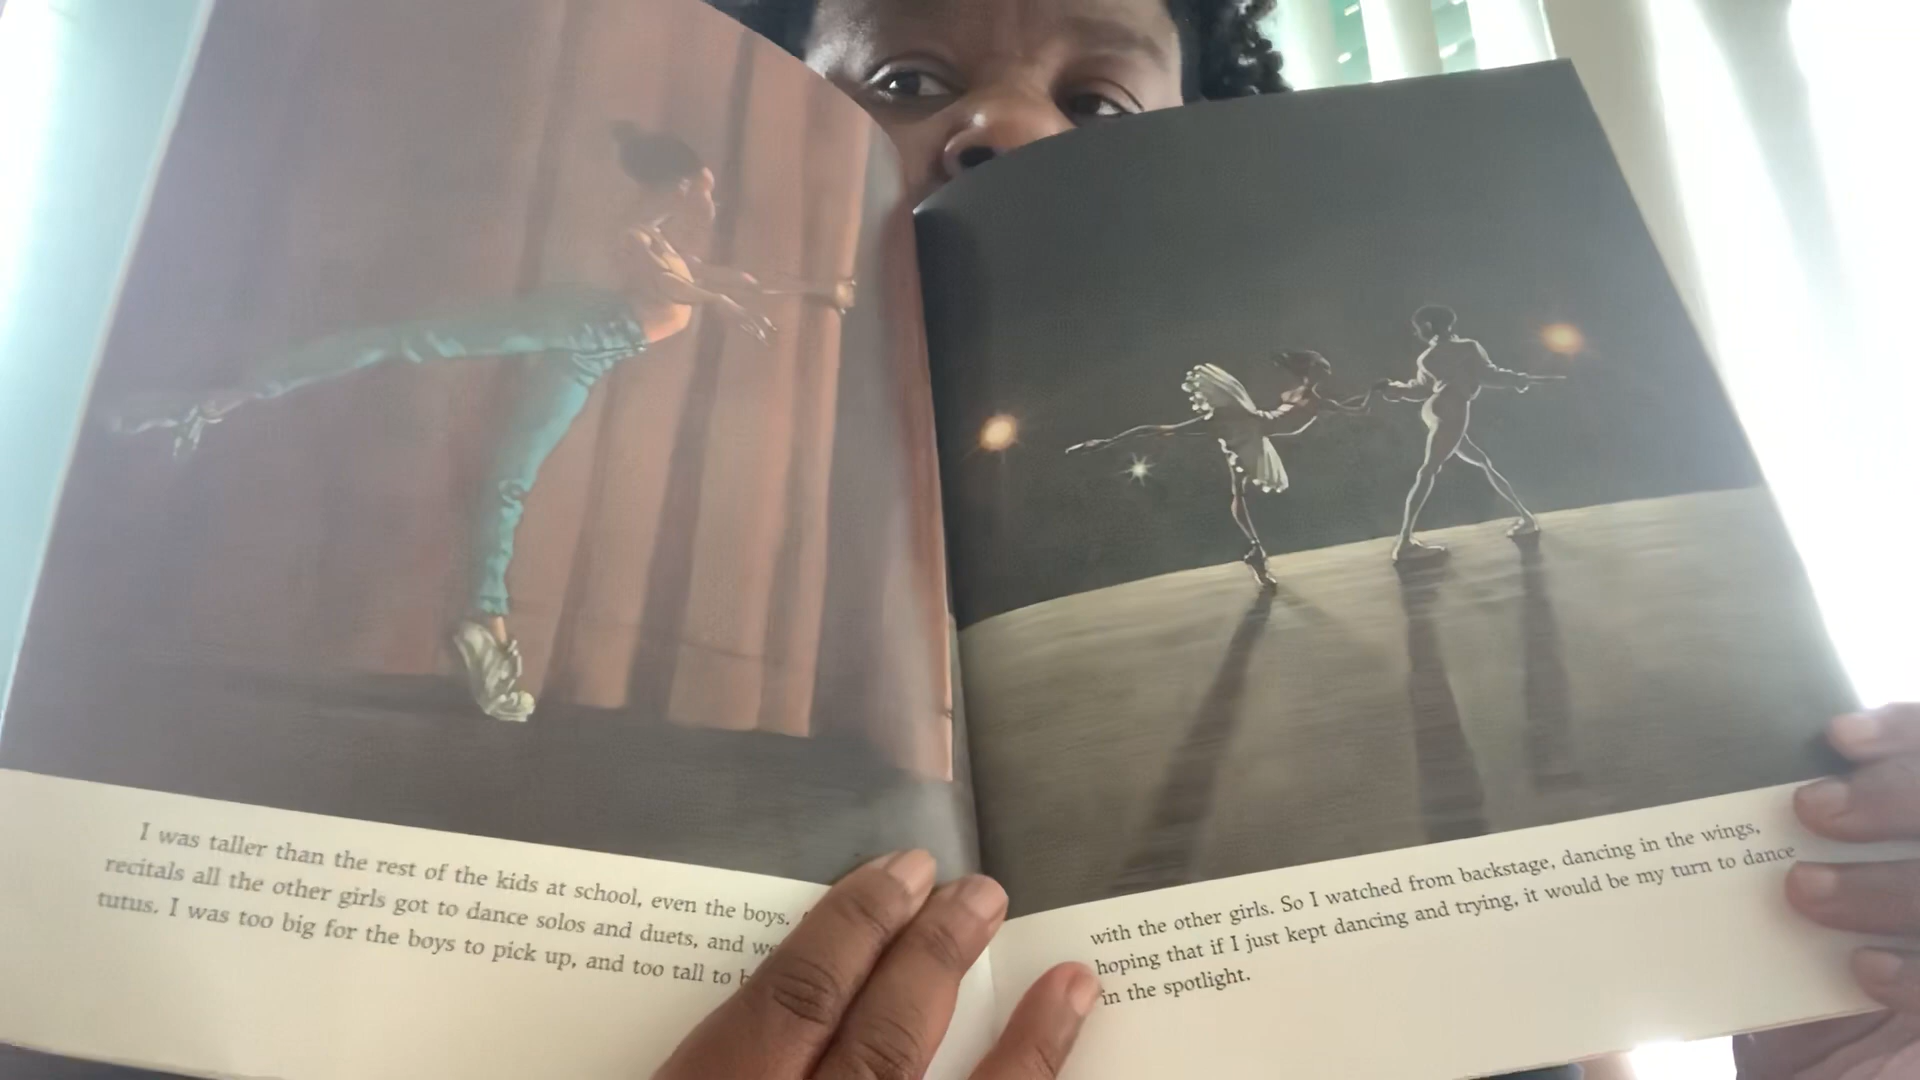 I was taller than the rest of the kids at school, even the boys.
recitals all the other girls got to dance solos and duets, and
tutus. I was too big for the boys to pick up, and too tall to
with the other girls. So I watched from backstage, dancing in the wings,
hoping that if I just kept dancing and trying, it would be my turn to dance
in the spotlight.